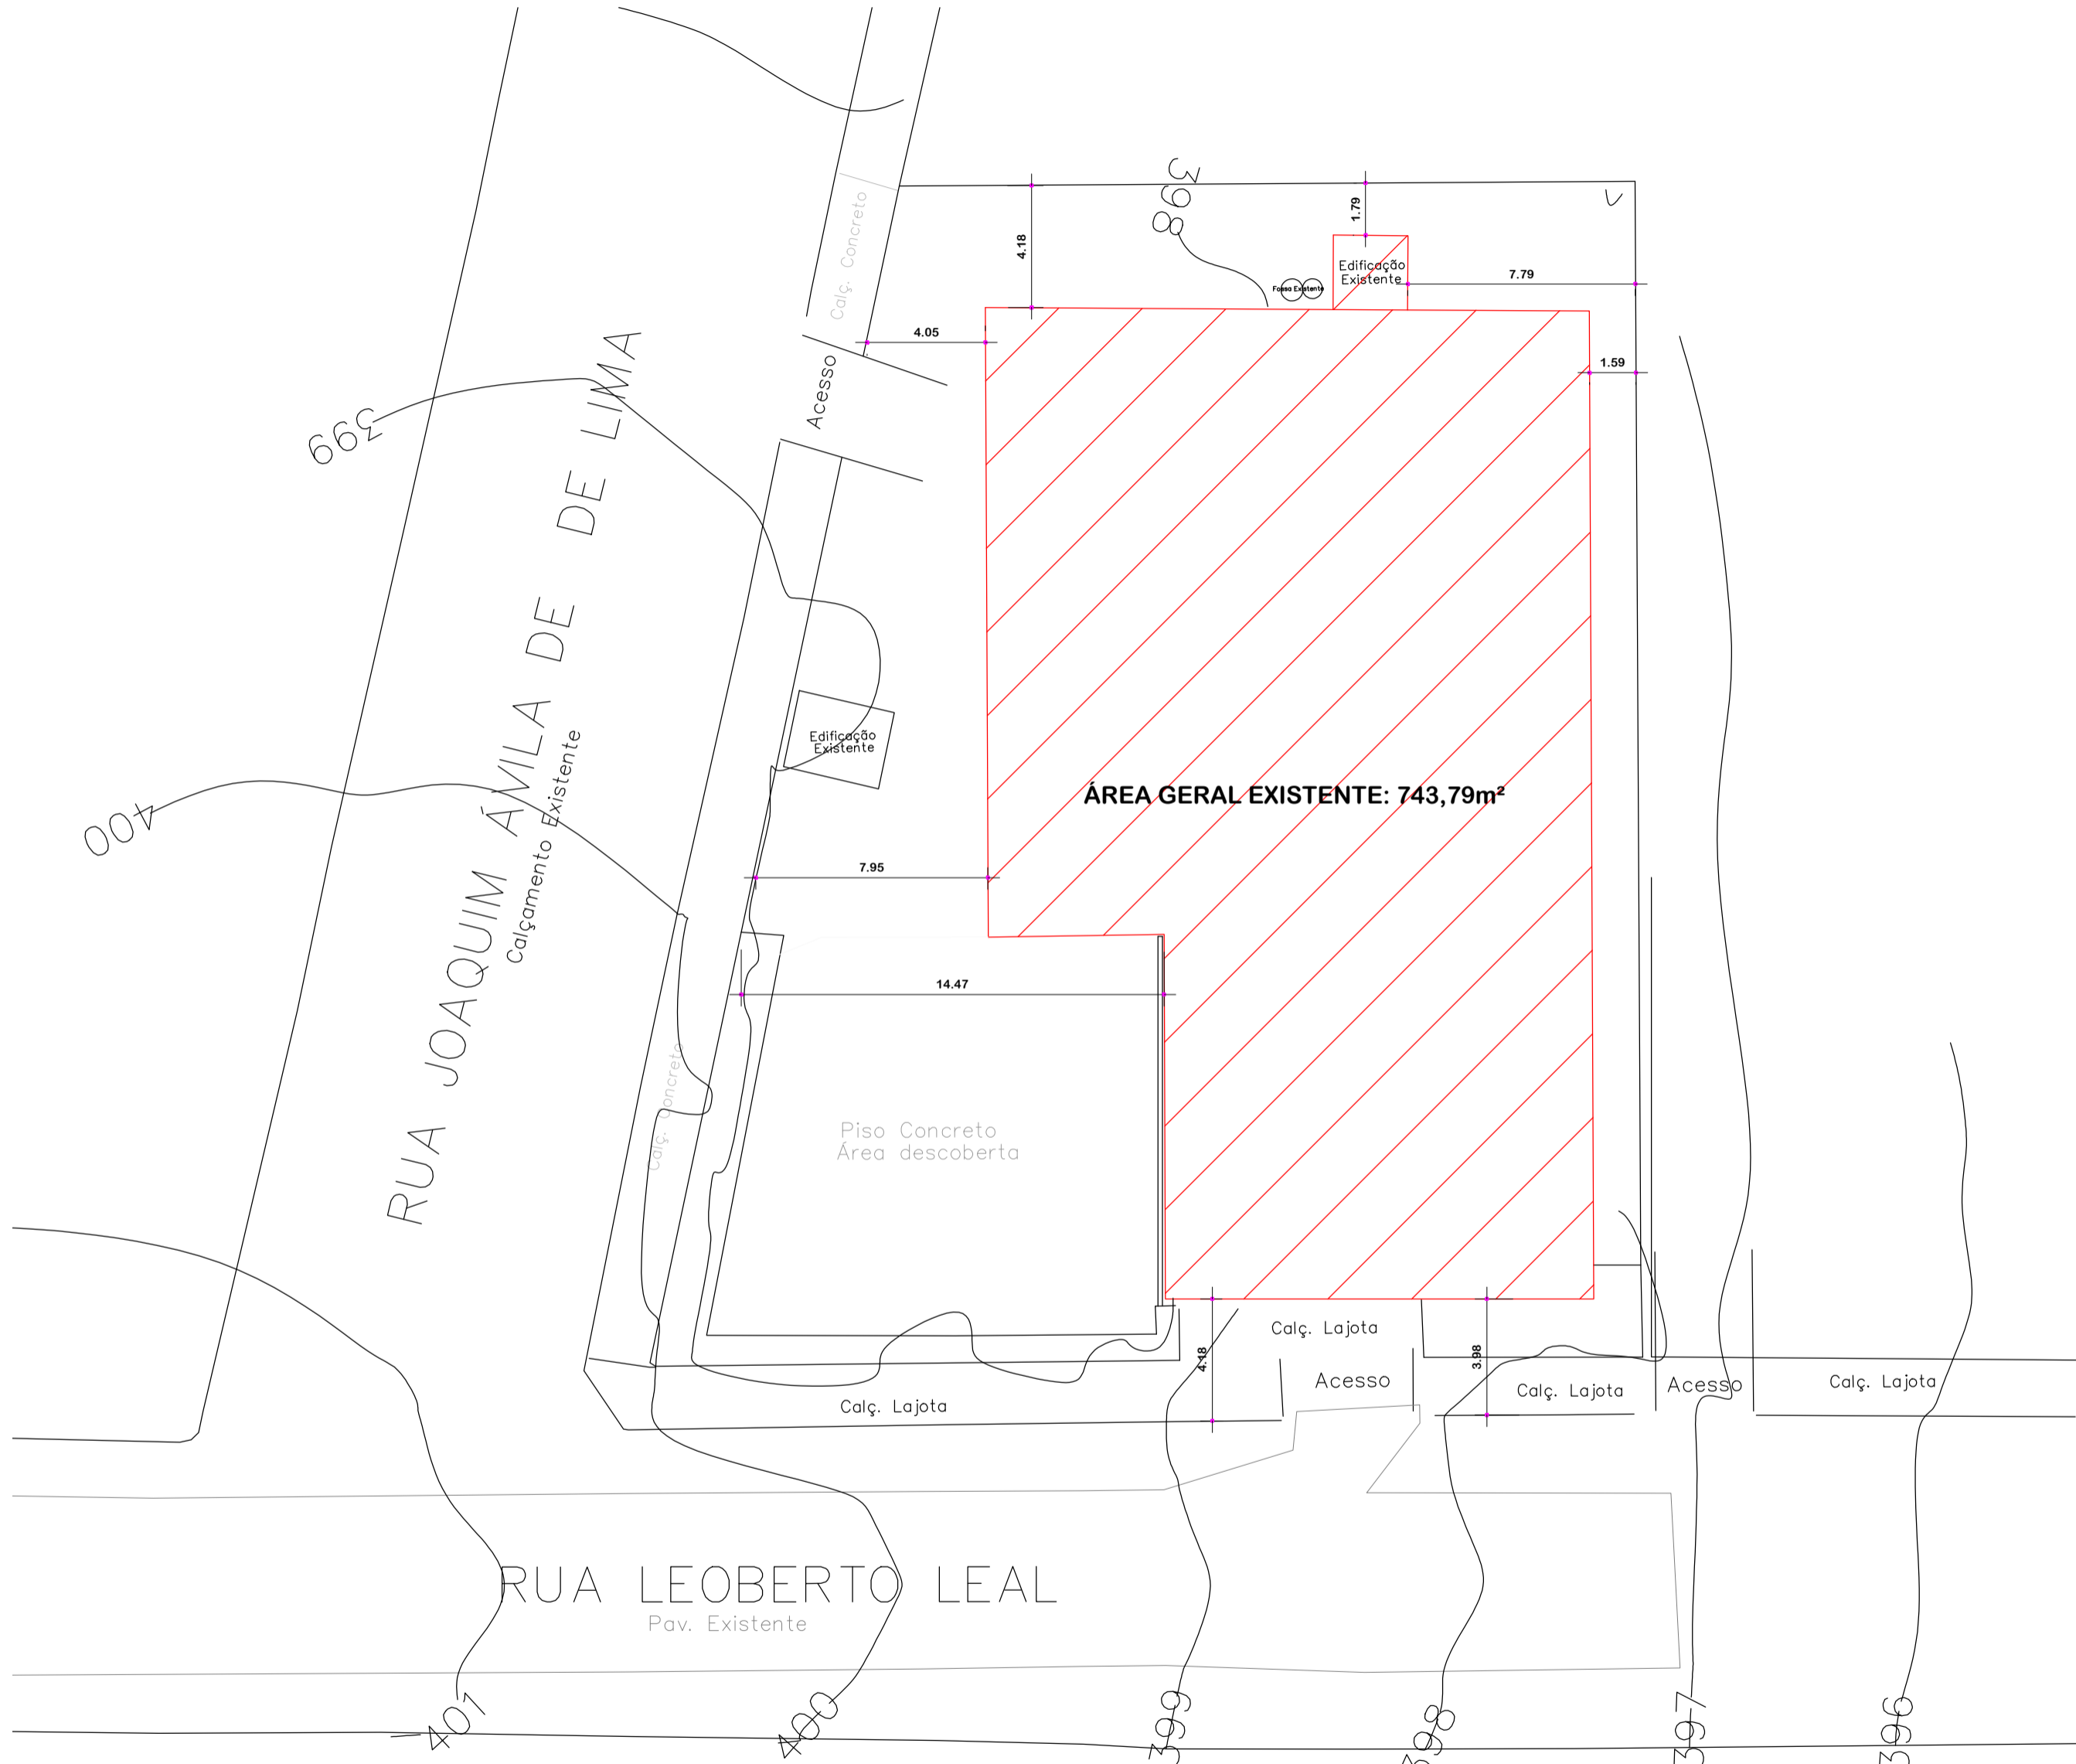 398
1.79
4.18
Calç. Concreto
Edificação
Existente
7.79
Fossa Existente
4.05
1.59
Acesso
399
RUA JOAQUIM ÁVILA DE DE LIMA
Calçamento Existente
Edificação
Existente
ÁREA GERAL EXISTENTE: 743,79m²
400
7.95
14.47
Calç. Concreto
Piso Concreto
Área descoberta
Calç. Lajota
4.18
3.98
Acesso
Calç. Lajota
Acesso
Calç. Lajota
Calç. Lajota
RUA LEOBERTO LEAL
Pav. Existente
401
400
399
398
397
396